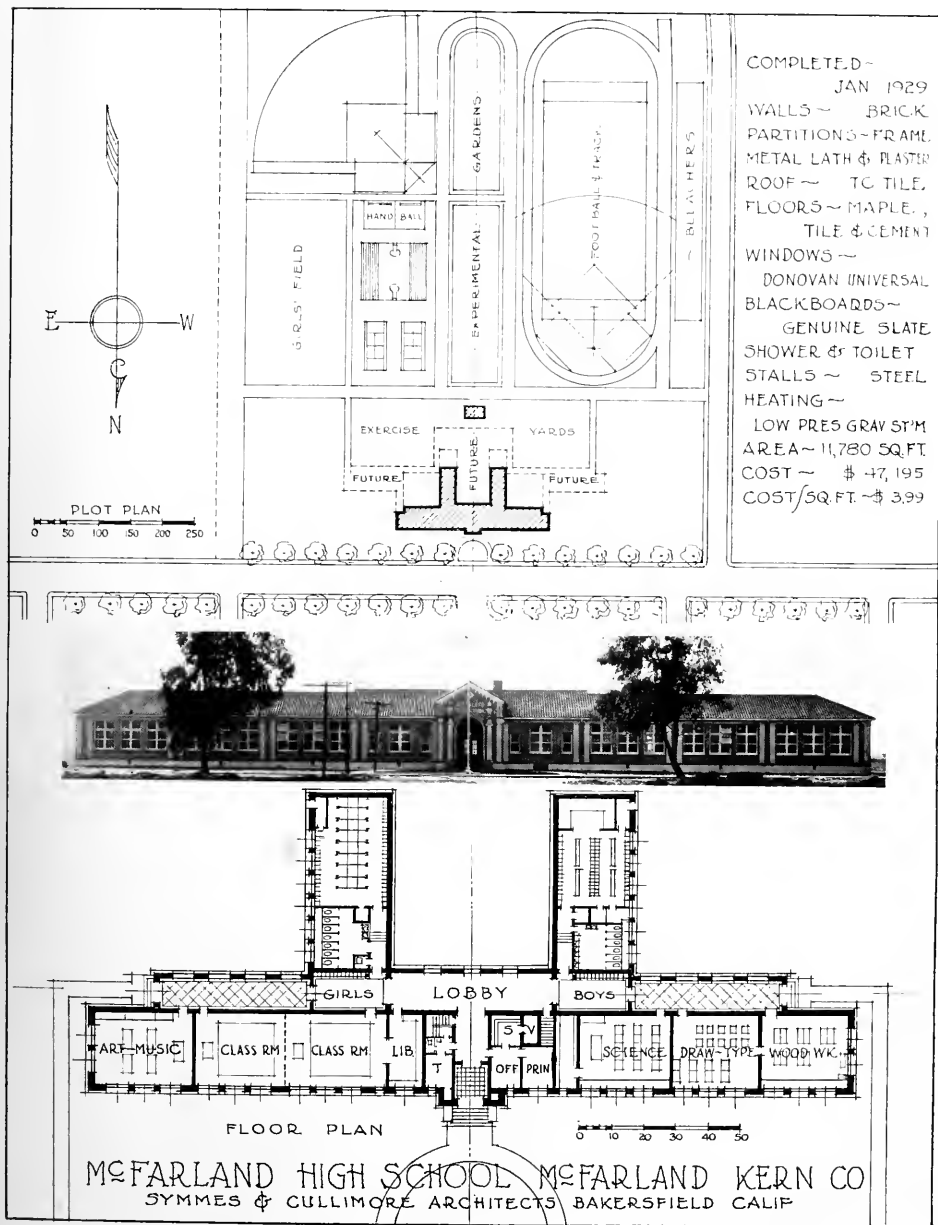 COMPLETED~
JAN 1929
WALLS ~ BRICK
PARTITIONS~FRAME
METAL LATH & PLASTER
ROOF ~ TC TILE
FLOORS ~ MAPLE,
TILE & CEMENT
WINDOWS ~
DONOVAN UNIVERSAL
BLACKBOARDS~
GENUINE SLATE
SHOWER & TOILET
STALLS ~ STEEL
HEATING ~
LOW PRES GRAV ST'M
AREA ~ 11,780 SQ.FT.
COST ~ $ 47,195
COST/SQ.FT. ~ $ 3.99
GARDENS
EXPERIMENTAL
FOOT BALL & TRACK
~ BLEACHERS
GIRLS' FIELD
HAND BALL
E W
N
EXERCISE YARDS
FUTURE
FUTURE FUTURE
PLOT PLAN
0 50 100 150 200 250
GIRLS LOBBY BOYS
ART-MUSIC CLASS RM CLASS RM LIB. T S V
OFF PRIN SCIENCE DRAW-TYPE WOOD WK.
FLOOR PLAN
0 10 20 30 40 50
McFARLAND HIGH SCHOOL McFARLAND KERN CO
SYMMES & CULLIMORE ARCHITECTS BAKERSFIELD CALIF